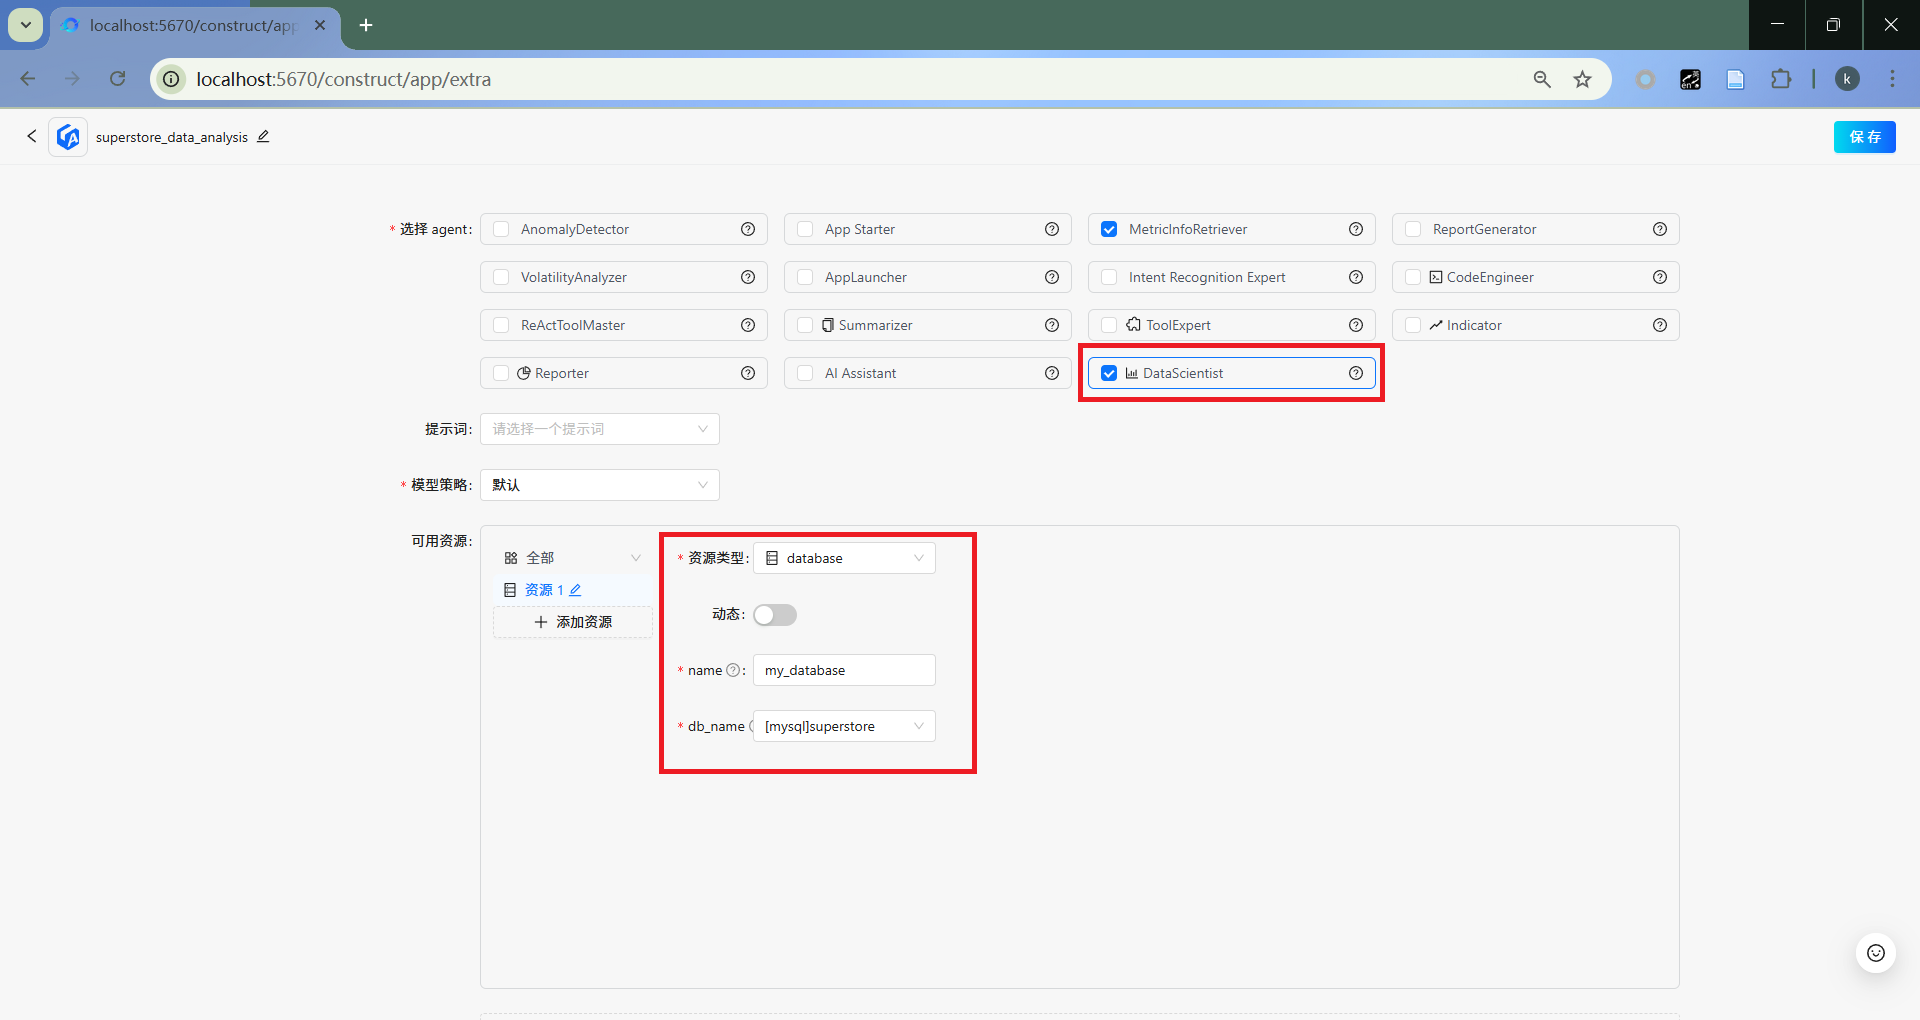 localhost:5670/construct/app
localhost:5670/construct/app/extra
k
superstore_data_analysis
保 存
* 选择 agent:
AnomalyDetector
App Starter
MetricInfoRetriever
ReportGenerator
VolatilityAnalyzer
AppLauncher
Intent Recognition Expert
CodeEngineer
ReActToolMaster
Summarizer
ToolExpert
Indicator
Reporter
AI Assistant
DataScientist
提示词:
请选择一个提示词
* 模型策略:
默认
可用资源:
全部
资源 1
添加资源
* 资源类型:
database
动态:
* name :
my_database
* db_name
[mysql]superstore